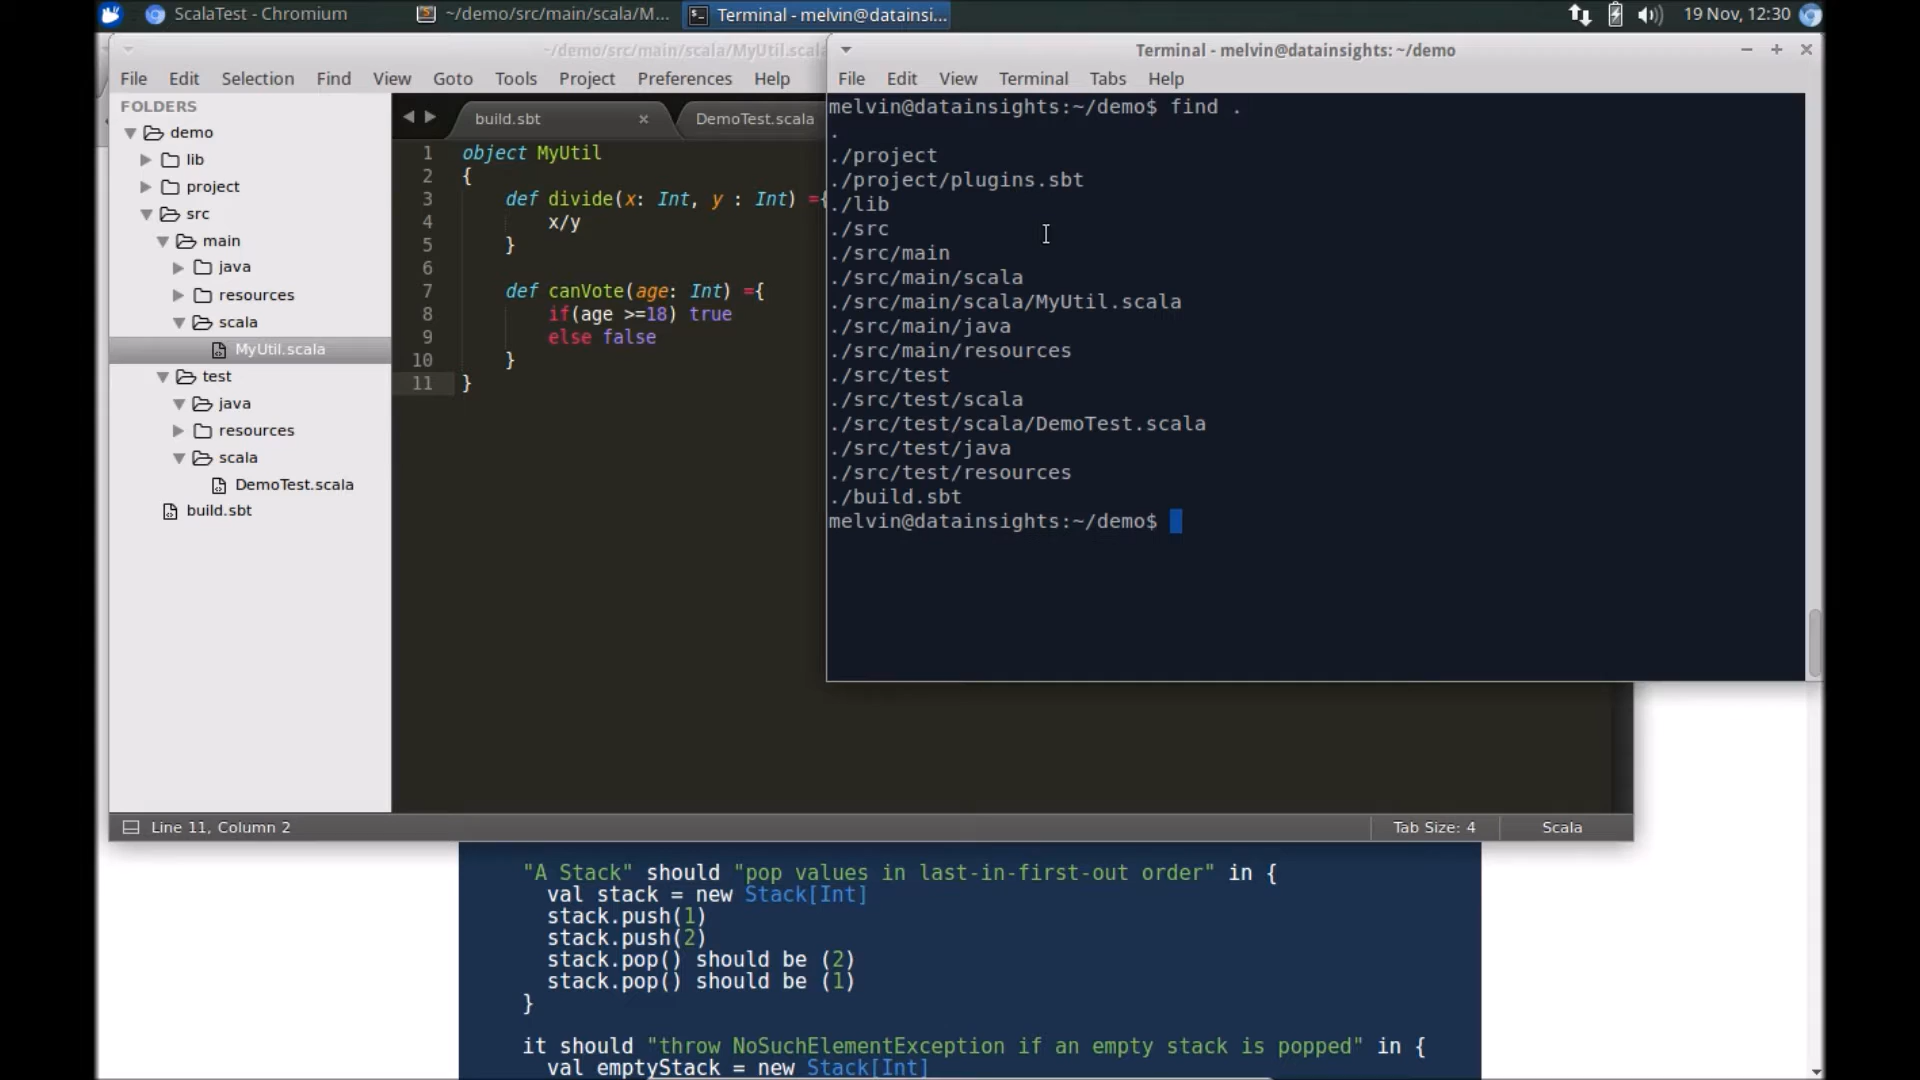 ScalaTest - Chromium
~/demo/src/main/scala/M...
Terminal - melvin@datainsi...
19 Nov, 12:30
~/demo/src/main/scala/MyUtil.scala
File Edit Selection Find View Goto Tools Project Preferences Help
FOLDERS
demo
lib
project
src
main
java
resources
scala
MyUtil.scala
test
java
resources
scala
DemoTest.scala
build.sbt
build.sbt
DemoTest.scala
1 object MyUtil
2 {
3 def divide(x: Int, y : Int) ={
4 x/y
5 }
6
7 def canVote(age: Int) ={
8 if(age >=18) true
9 else false
10 }
11 }
Line 11, Column 2
Tab Size: 4
Scala
Terminal - melvin@datainsights: ~/demo
File Edit View Terminal Tabs Help
melvin@datainsights:~/demo$ find .
.
./project
./project/plugins.sbt
./lib
./src
./src/main
./src/main/scala
./src/main/scala/MyUtil.scala
./src/main/java
./src/main/resources
./src/test
./src/test/scala
./src/test/scala/DemoTest.scala
./src/test/java
./src/test/resources
./build.sbt
melvin@datainsights:~/demo$
"A Stack" should "pop values in last-in-first-out order" in {
val stack = new Stack[Int]
stack.push(1)
stack.push(2)
stack.pop() should be (2)
stack.pop() should be (1)
}
it should "throw NoSuchElementException if an empty stack is popped" in {
val emptyStack = new Stack[Int]